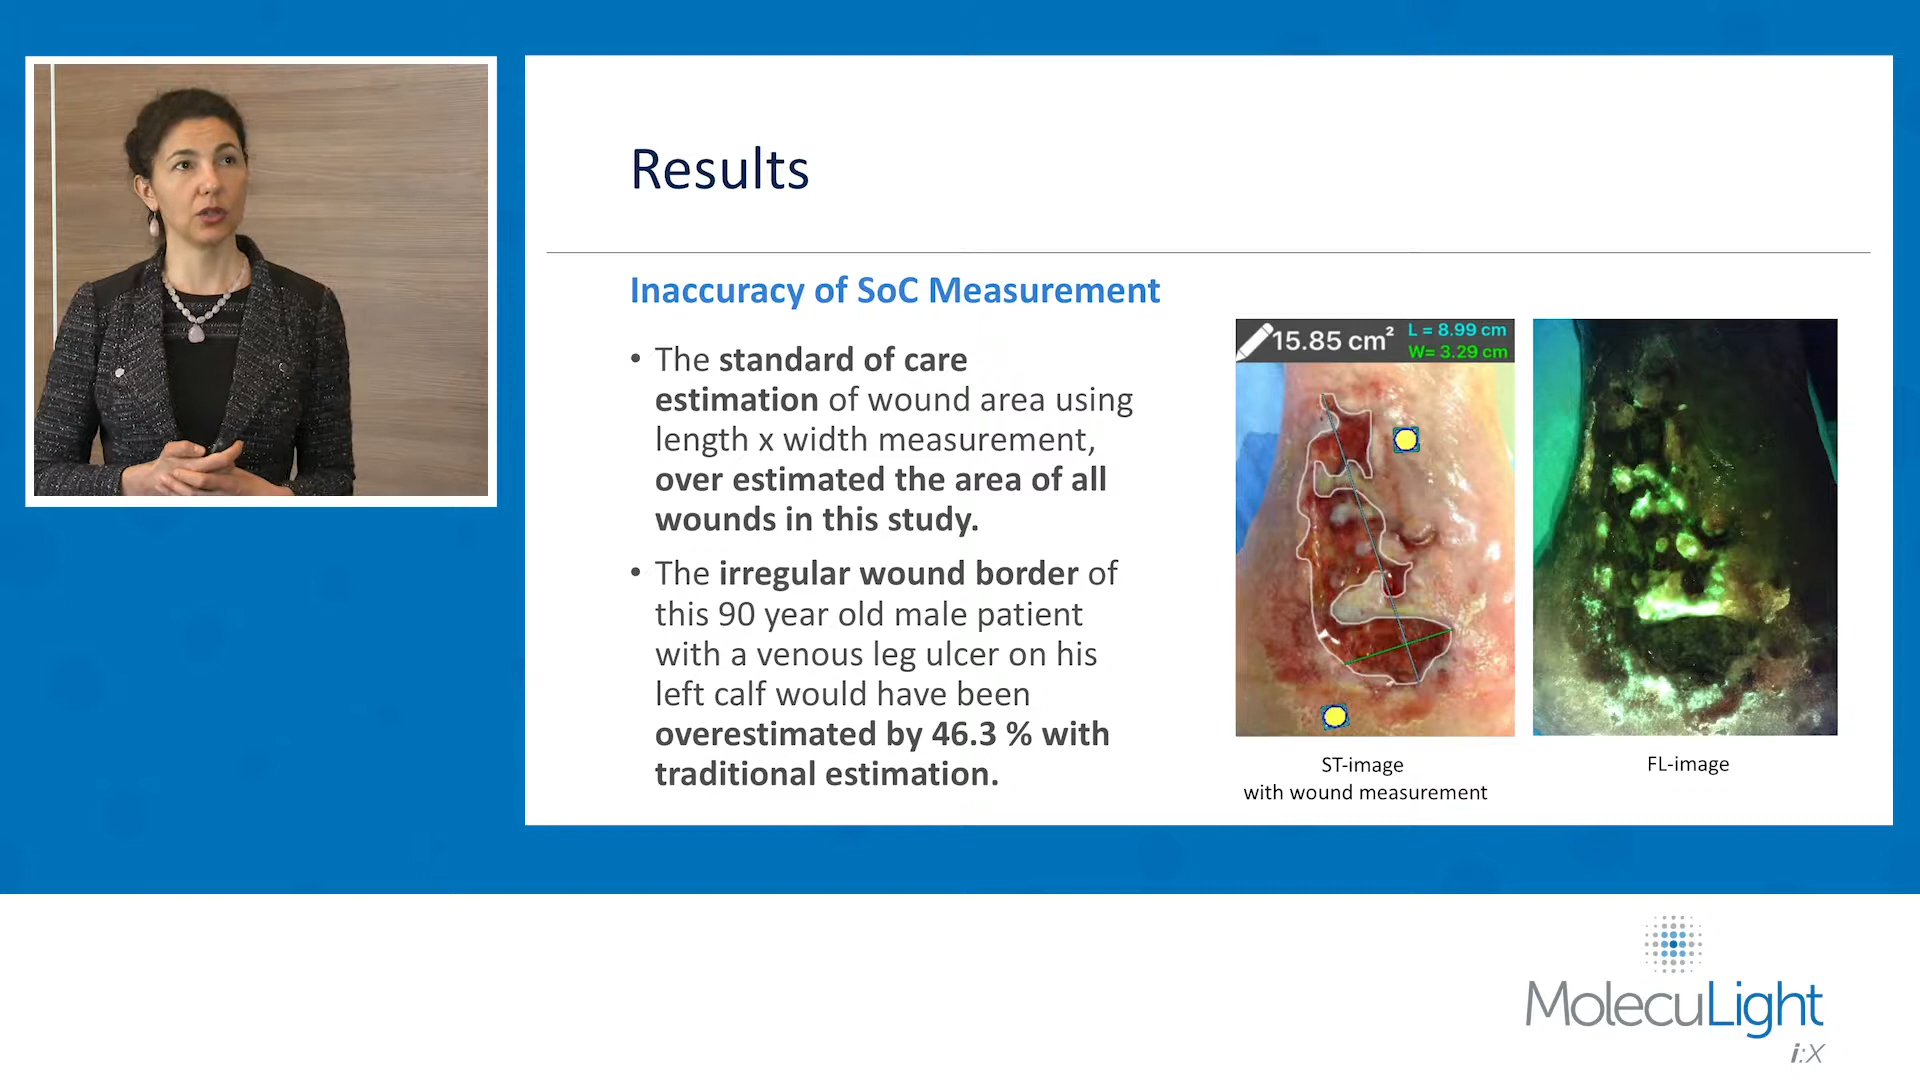 Results
Inaccuracy of SoC Measurement
• The standard of care
estimation of wound area using
length x width measurement,
over estimated the area of all
wounds in this study.
• The irregular wound border of
this 90 year old male patient
with a venous leg ulcer on his
left calf would have been
overestimated by 46.3 % with
traditional estimation.
15.85 cm²
L = 8.99 cm
W= 3.29 cm
ST-image
with wound measurement
FL-image
MolecuLight
i:X